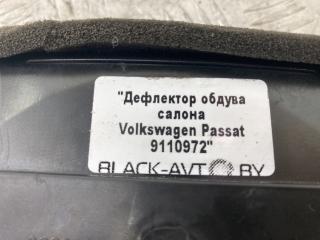 "Дефлектор обдува
салона
Volkswagen Passat
9110972"
BLACK-AVTO.BY